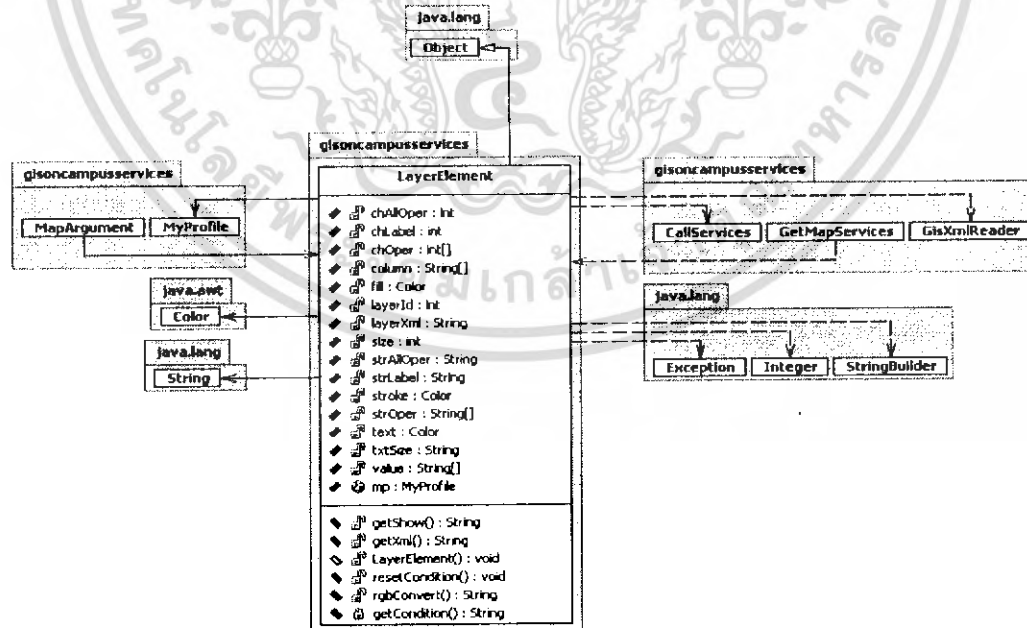 java.lang
Object
gisoncampusservices
LayerElement
chAllOper : int
chLabel : int
chOper : int[]
column : String[]
fill : Color
layerId : int
layerXml : String
size : int
strAllOper : String
strLabel : String
stroke : Color
strOper : String[]
text : Color
txtSize : String
value : String[]
mp : MyProfile
getShow() : String
getXml() : String
LayerElement() : void
resetCondition() : void
rgbConvert() : String
getCondition() : String
gisoncampusservices
MapArgument
MyProfile
java.awt
Color
java.lang
String
gisoncampusservices
CallServices
GetMapServices
GisXmlReader
java.lang
Exception
Integer
StringBuilder